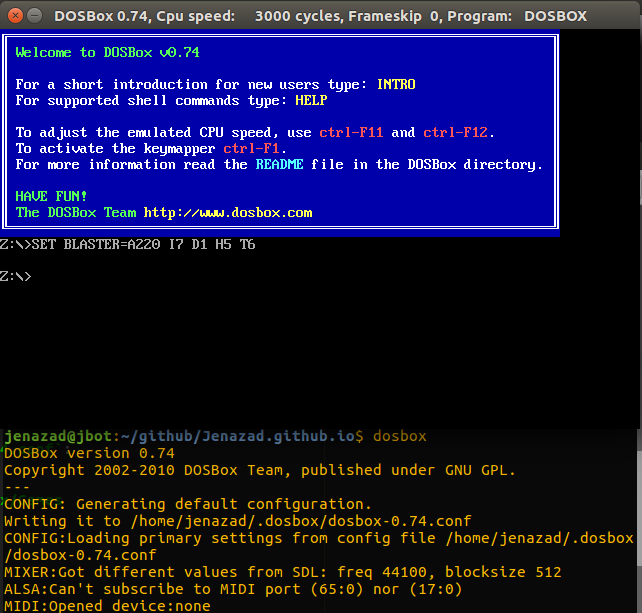 DOSBox 0.74, Cpu speed:    3000 cycles, Frameskip  0, Program:   DOSBOX
Welcome to DOSBox v0.74
For a short introduction for new users type: INTRO
For supported shell commands type: HELP
To adjust the emulated CPU speed, use ctrl-F11 and ctrl-F12.
To activate the keymapper ctrl-F1.
For more information read the README file in the DOSBox directory.
HAVE FUN!
The DOSBox Team http://www.dosbox.com
Z:\>SET BLASTER=A220 I7 D1 H5 T6
Z:\>
jenazad@jbot:~/github/Jenazad.github.io$ dosbox
DOSBox version 0.74
Copyright 2002-2010 DOSBox Team, published under GNU GPL.
---
CONFIG: Generating default configuration.
Writing it to /home/jenazad/.dosbox/dosbox-0.74.conf
CONFIG:Loading primary settings from config file /home/jenazad/.dosbox
/dosbox-0.74.conf
MIXER:Got different values from SDL: freq 44100, blocksize 512
ALSA:Can't subscribe to MIDI port (65:0) nor (17:0)
MIDI:Opened device:none